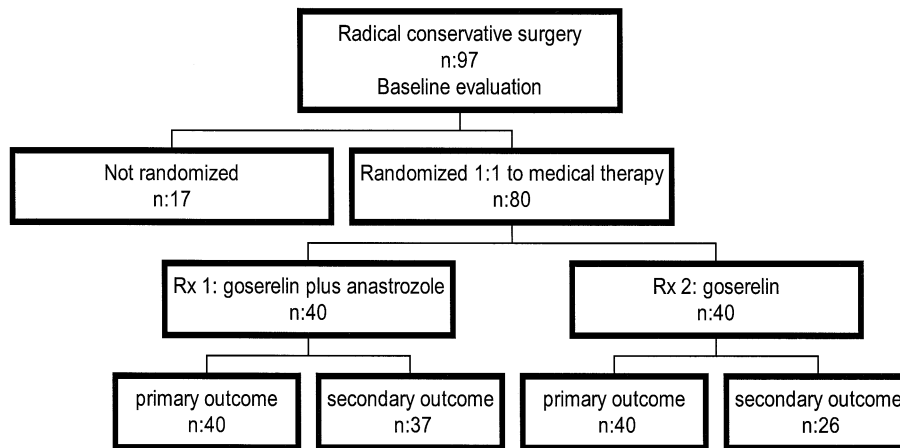 Radical conservative surgery
n:97
Baseline evaluation
Not randomized
n:17
Randomized 1:1 to medical therapy
n:80
Rx 1: goserelin plus anastrozole
n:40
Rx 2: goserelin
n:40
primary outcome
n:40
secondary outcome
n:37
primary outcome
n:40
secondary outcome
n:26